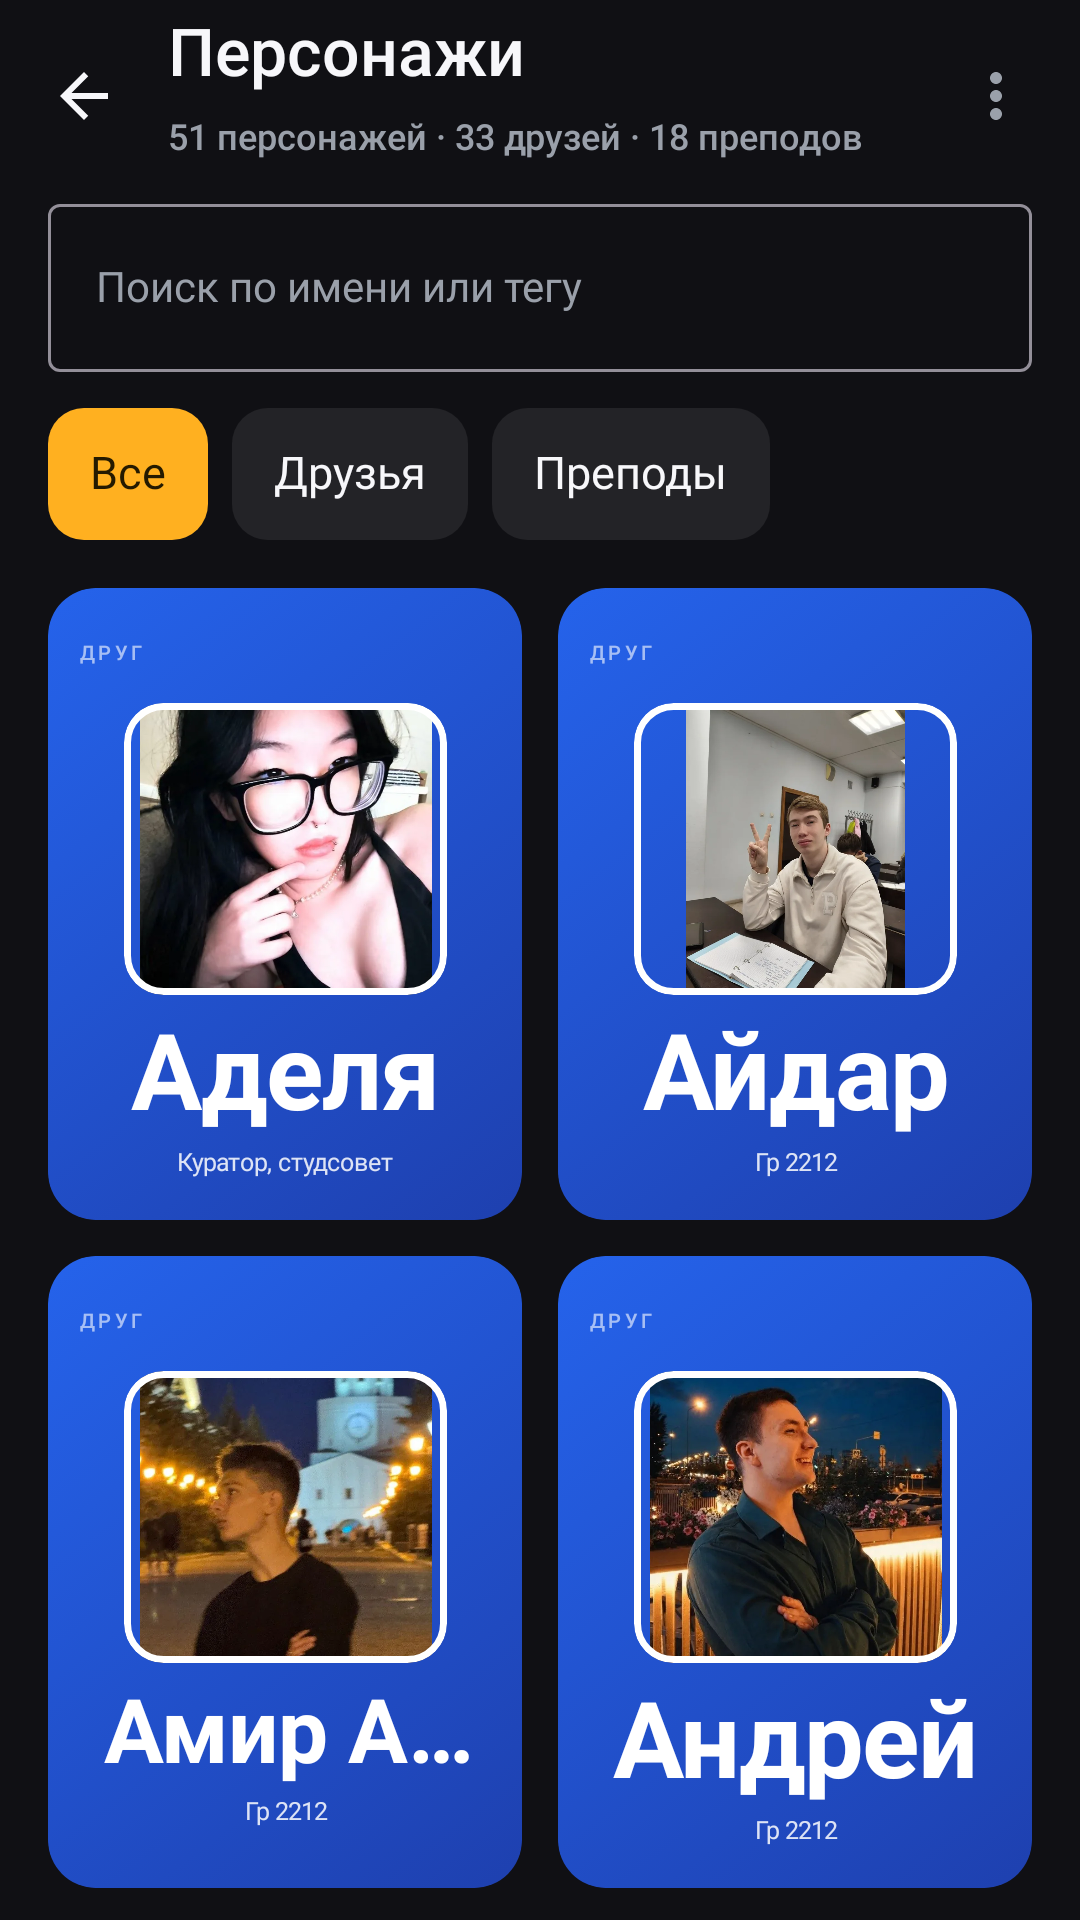 Персонажи
51 персонажей · 33 друзей · 18 преподов
Поиск по имени или тегу
Все
Друзья
Преподы
ДРУГ
Аделя
Куратор, студсовет
ДРУГ
Айдар
Гр 2212
ДРУГ
Амир А...
Гр 2212
ДРУГ
Андрей
Гр 2212